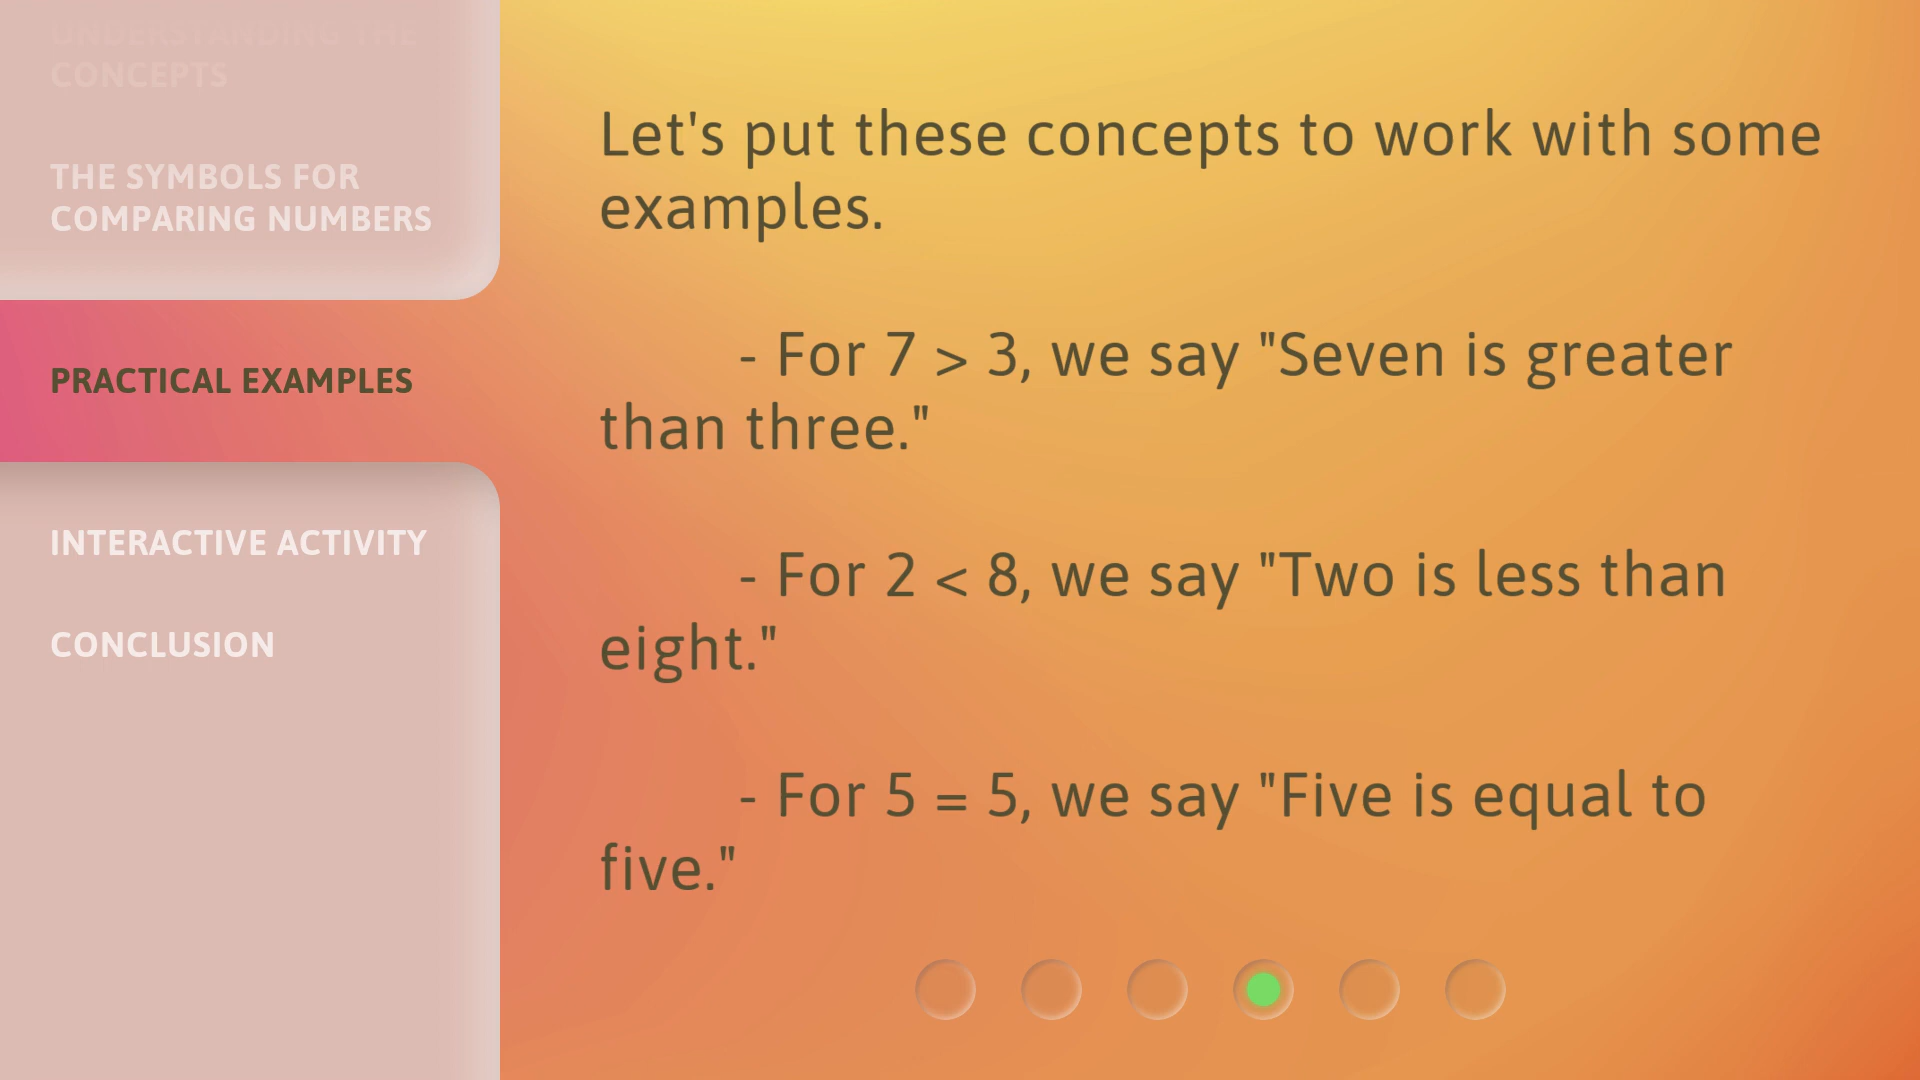 UNDERSTANDING THE
CONCEPTS
THE SYMBOLS FOR
COMPARING NUMBERS
PRACTICAL EXAMPLES
INTERACTIVE ACTIVITY
CONCLUSION
Let's put these concepts to work with some
examples.
- For 7 > 3, we say "Seven is greater
than three."
- For 2 < 8, we say "Two is less than
eight."
- For 5 = 5, we say "Five is equal to
five."